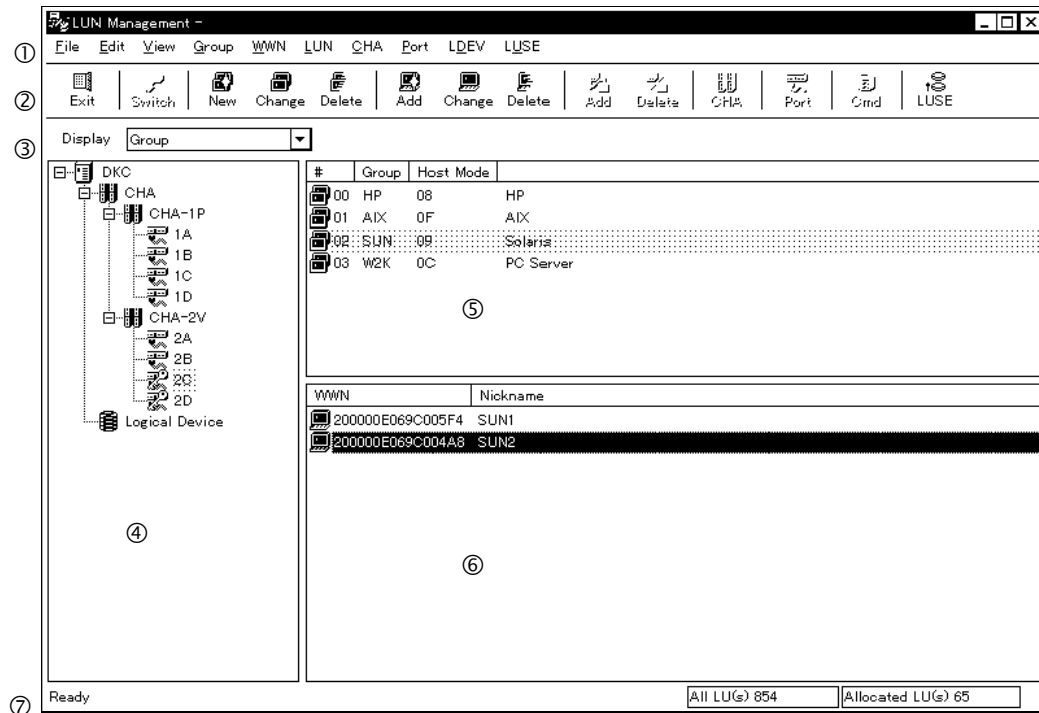 LUN Management -
① File Edit View Group WWN LUN CHA Port LDEV LUSE
② Exit Switch New Change Delete Add Change Delete Add Delete CHA Port Cmd LUSE
③ Display Group
DKC
CHA
CHA-1P
1A
1B
1C
1D
CHA-2V
2A
2B
2C
2D
Logical Device
④
# Group Host Mode
00 HP 08 HP
01 AIX 0F AIX
02 SUN 09 Solaris
03 W2K 0C PC Server
⑤
WWN Nickname
200000E069C005F4 SUN1
200000E069C004A8 SUN2
⑥
⑦ Ready All LU(s) 854 Allocated LU(s) 65